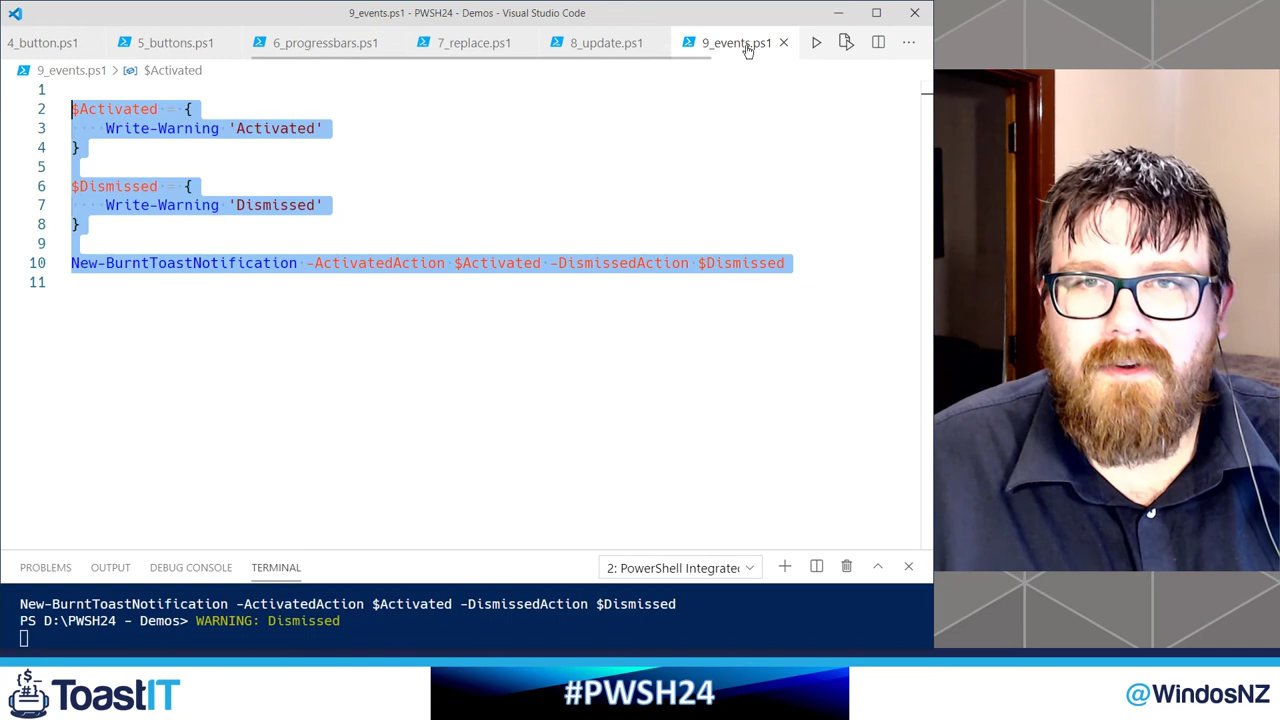 9_events.ps1 - PWSH24 - Demos - Visual Studio Code
4_button.ps1
5_buttons.ps1
6_progressbars.ps1
7_replace.ps1
8_update.ps1
9_events.ps1
9_events.ps1 > $Activated
1
2 $Activated = {
3 Write-Warning 'Activated'
4 }
5
6 $Dismissed = {
7 Write-Warning 'Dismissed'
8 }
9
10 New-BurntToastNotification -ActivatedAction $Activated -DismissedAction $Dismissed
11
PROBLEMS OUTPUT DEBUG CONSOLE TERMINAL
2: PowerShell Integrated
New-BurntToastNotification -ActivatedAction $Activated -DismissedAction $Dismissed
PS D:\PWSH24 - Demos> WARNING: Dismissed
ToastIT
#PWSH24
@WindosNZ